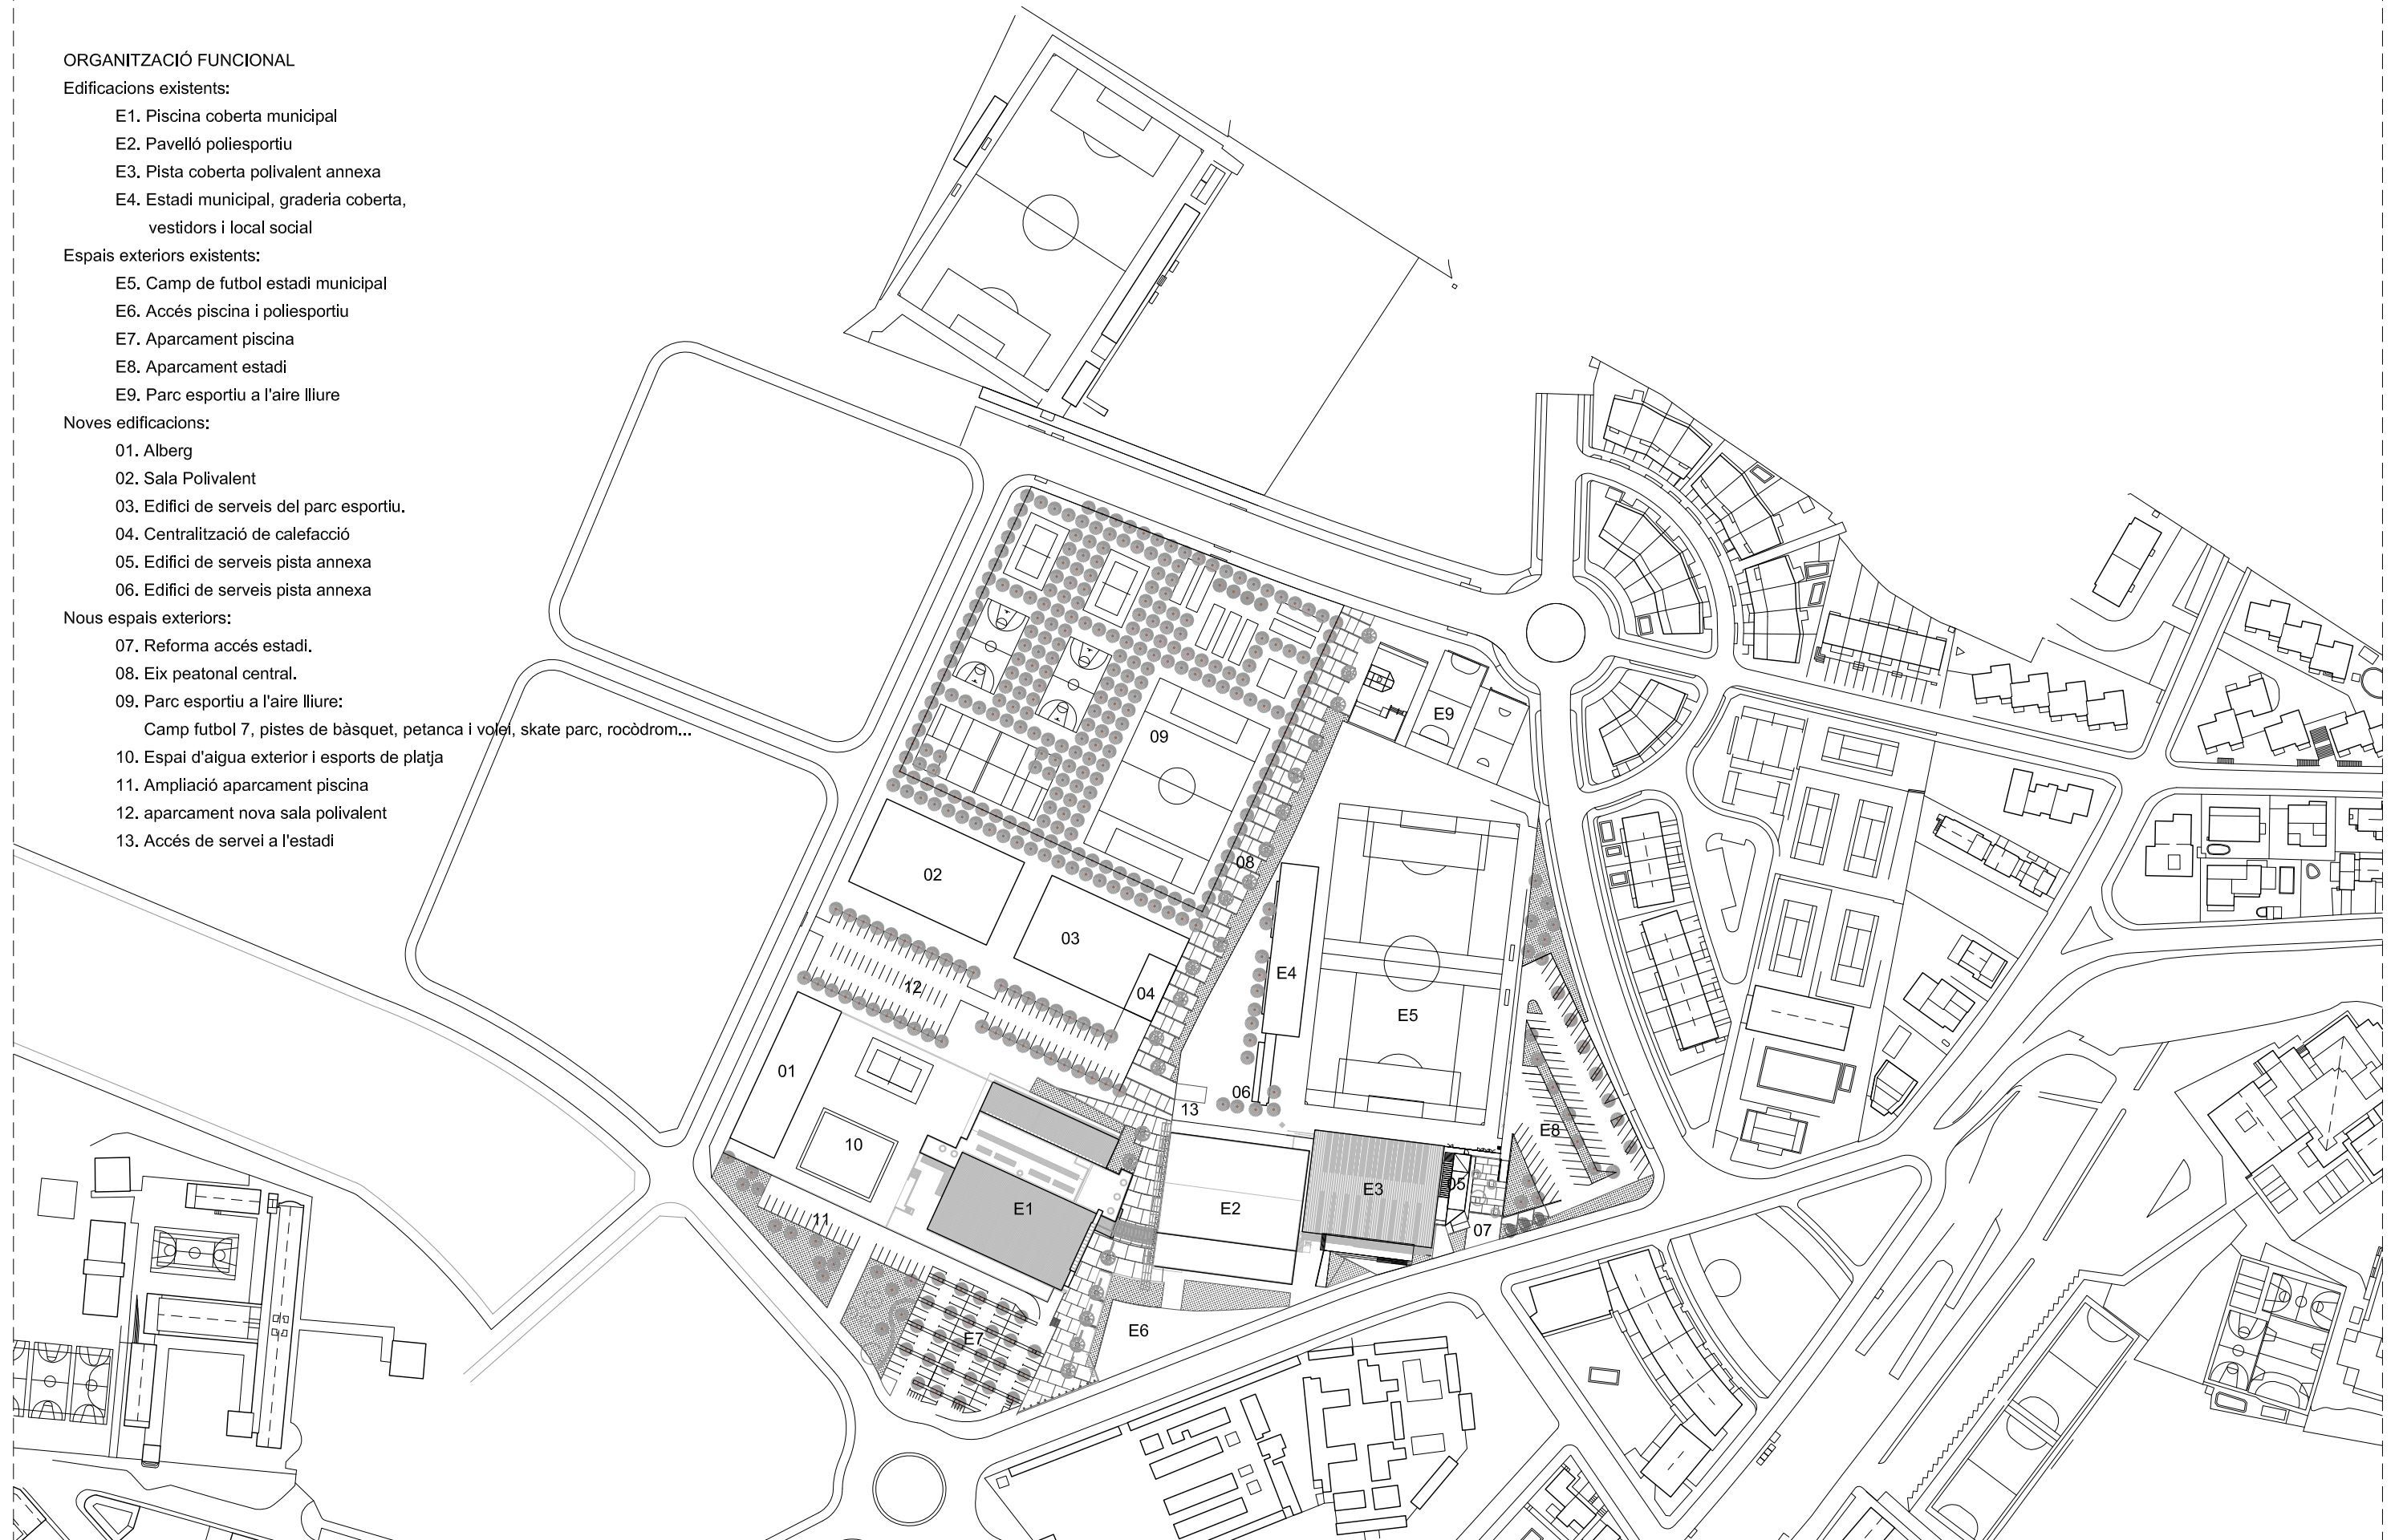 ORGANITZACIÓ FUNCIONAL
Edificacions existents:
E1. Piscina coberta municipal
E2. Pavelló poliesportiu
E3. Pista coberta polivalent annexa
E4. Estadi municipal, graderia coberta,
vestidors i local social
Espais exteriors existents:
E5. Camp de futbol estadi municipal
E6. Accés piscina i poliesportiu
E7. Aparcament piscina
E8. Aparcament estadi
E9. Parc esportiu a l'aire lliure
Noves edificacions:
01. Alberg
02. Sala Polivalent
03. Edifici de serveis del parc esportiu.
04. Centralització de calefacció
05. Edifici de serveis pista annexa
06. Edifici de serveis pista annexa
Nous espais exteriors:
07. Reforma accés estadi.
08. Eix peatonal central.
09. Parc esportiu a l'aire lliure:
Camp futbol 7, pistes de bàsquet, petanca i volei, skate parc, rocòdrom...
10. Espai d'aigua exterior i esports de platja
11. Ampliació aparcament piscina
12. aparcament nova sala polivalent
13. Accés de servei a l'estadi
E9
09
08
02
03
E4
04
12
E5
01
06
13
E8
10
05
E3
E2
E1
11
07
E6
E7